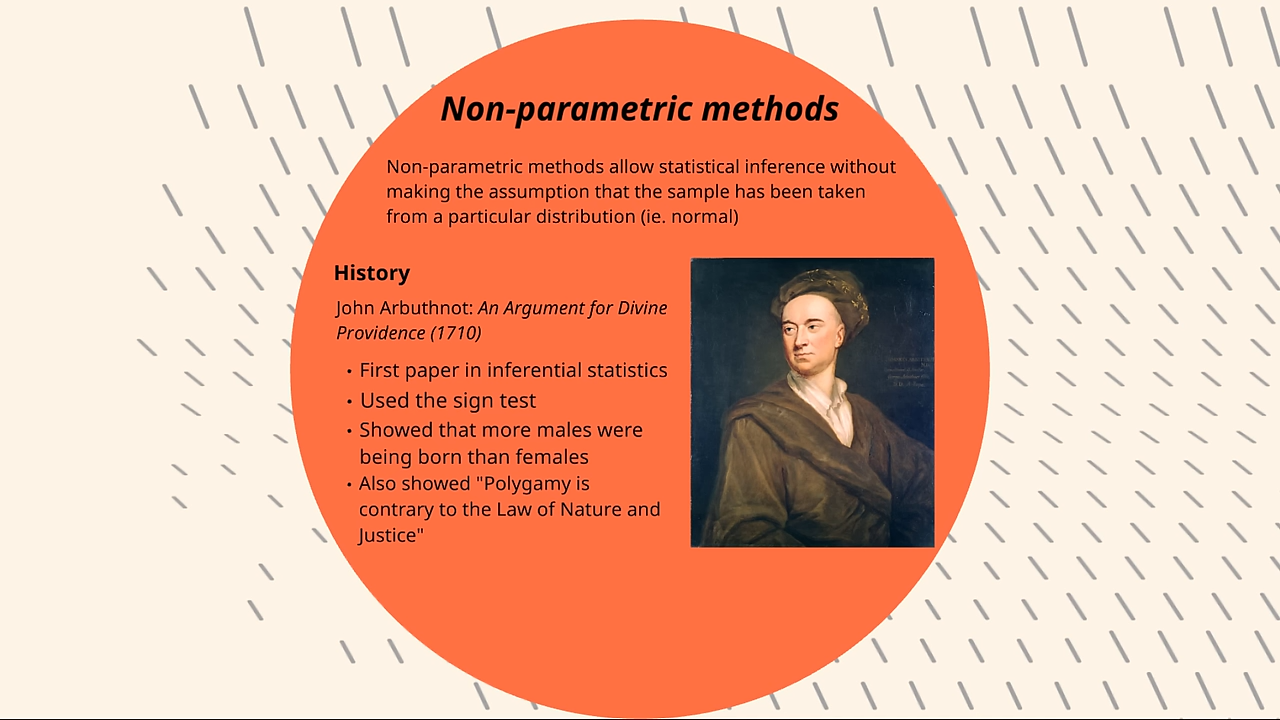 Non-parametric methods
Non-parametric methods allow statistical inference without
making the assumption that the sample has been taken
from a particular distribution (ie. normal)
History
John Arbuthnot: An Argument for Divine
Providence (1710)
• First paper in inferential statistics
• Used the sign test
• Showed that more males were
being born than females
• Also showed "Polygamy is
contrary to the Law of Nature and
Justice"